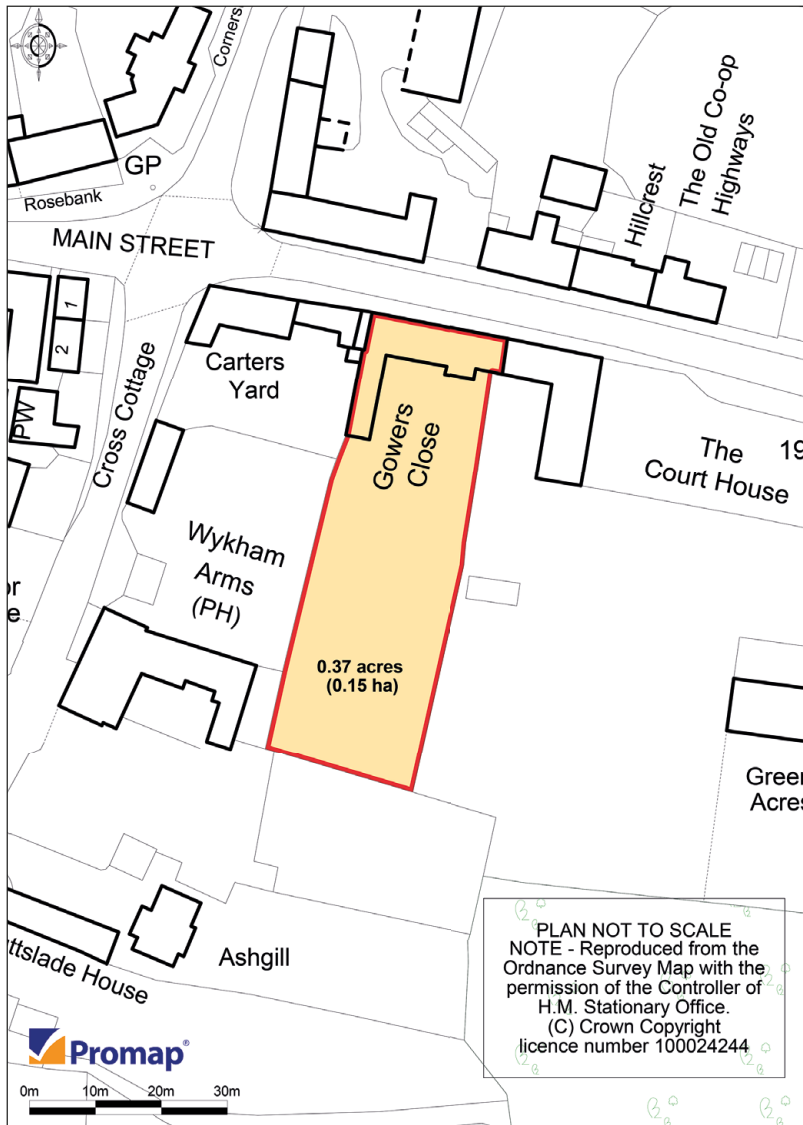 Corners
GP
Rosebank
MAIN STREET
Hillcrest
The Old Co-op
Highways
1
2
PW
Cross Cottage
Carters
Yard
Gowers
Close
The
Court House
19
Wykham
Arms
(PH)
or
e
0.37 acres
(0.15 ha)
Green
Acres
Ashgill
ttslade House
PLAN NOT TO SCALE
NOTE - Reproduced from the
Ordnance Survey Map with the
permission of the Controller of
H.M. Stationary Office.
(C) Crown Copyright
licence number 100024244
Promap®
0m 10m 20m 30m